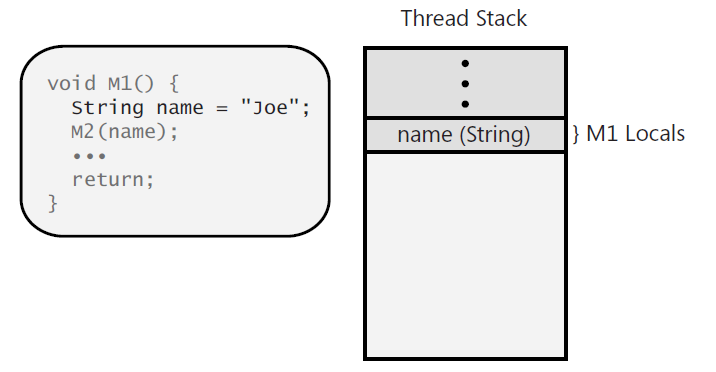 Thread Stack
void M1() {
String name = "Joe";
M2(name);
•••
return;
}
•
•
•
name (String)
} M1 Locals